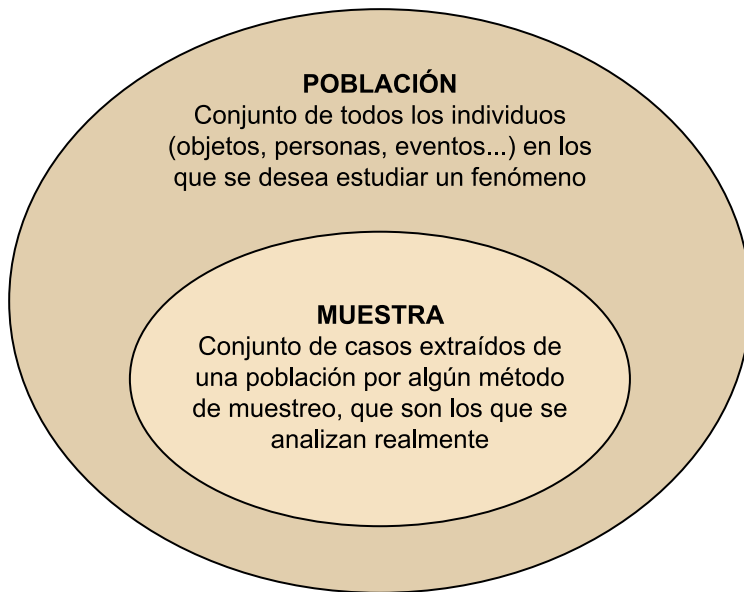 POBLACIÓN
Conjunto de todos los individuos
(objetos, personas, eventos...) en los
que se desea estudiar un fenómeno
MUESTRA
Conjunto de casos extraídos de
una población por algún método
de muestreo, que son los que se
analizan realmente